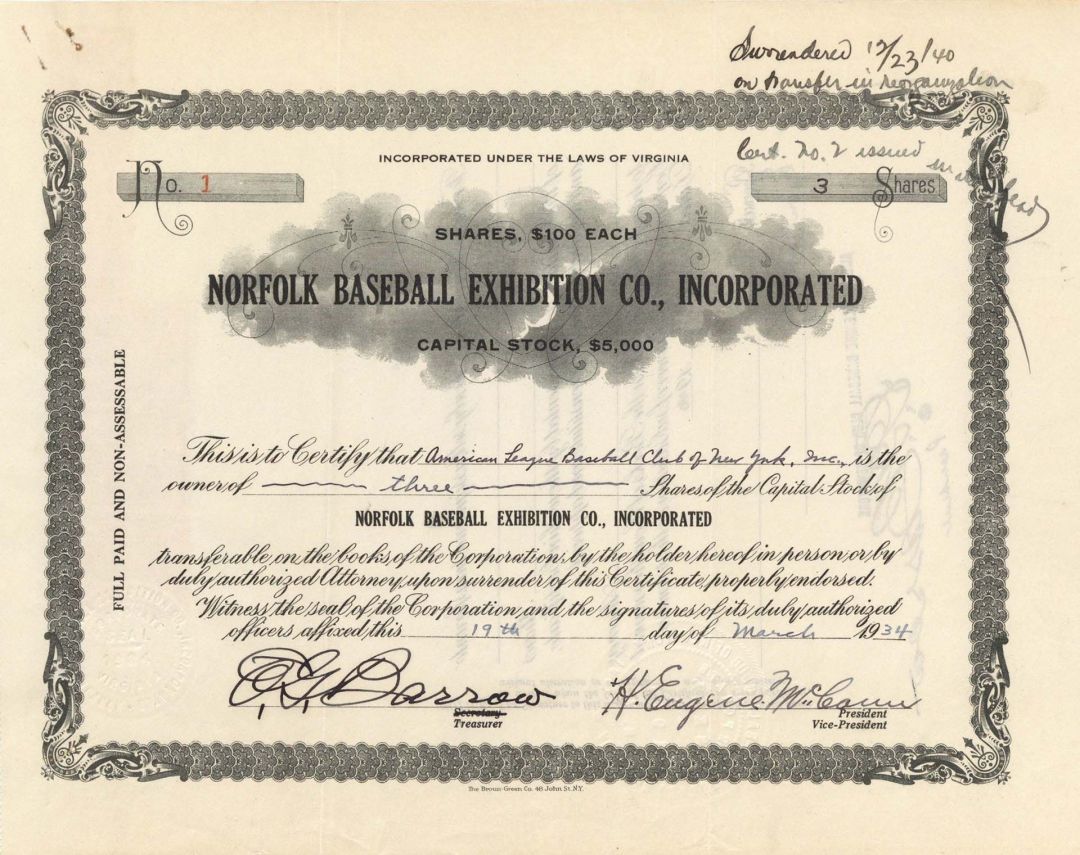 Surrendered 12/23/40
on transfer in reorganization
Cert. No. 2 issued
INCORPORATED UNDER THE LAWS OF VIRGINIA
No. 1
3 Shares
SHARES, $100 EACH
NORFOLK BASEBALL EXHIBITION CO., INCORPORATED
CAPITAL STOCK, $5,000
FULL PAID AND NON-ASSESSABLE
This is to Certify that American League Baseball Club of New York, Inc., is the
owner of three Shares of the Capital Stock of
NORFOLK BASEBALL EXHIBITION CO., INCORPORATED
transferable on the books of the Corporation by the holder hereof in person or by
duly authorized Attorney upon surrender of this Certificate properly endorsed.
Witness the seal of the Corporation and the signatures of its duly authorized
officers affixed this 19th day of March 1934
E. G. Barrow
H. Eugene McCann
Secretary
Treasurer
President
Vice-President
The Broun-Green Co. 48 John St. N.Y.